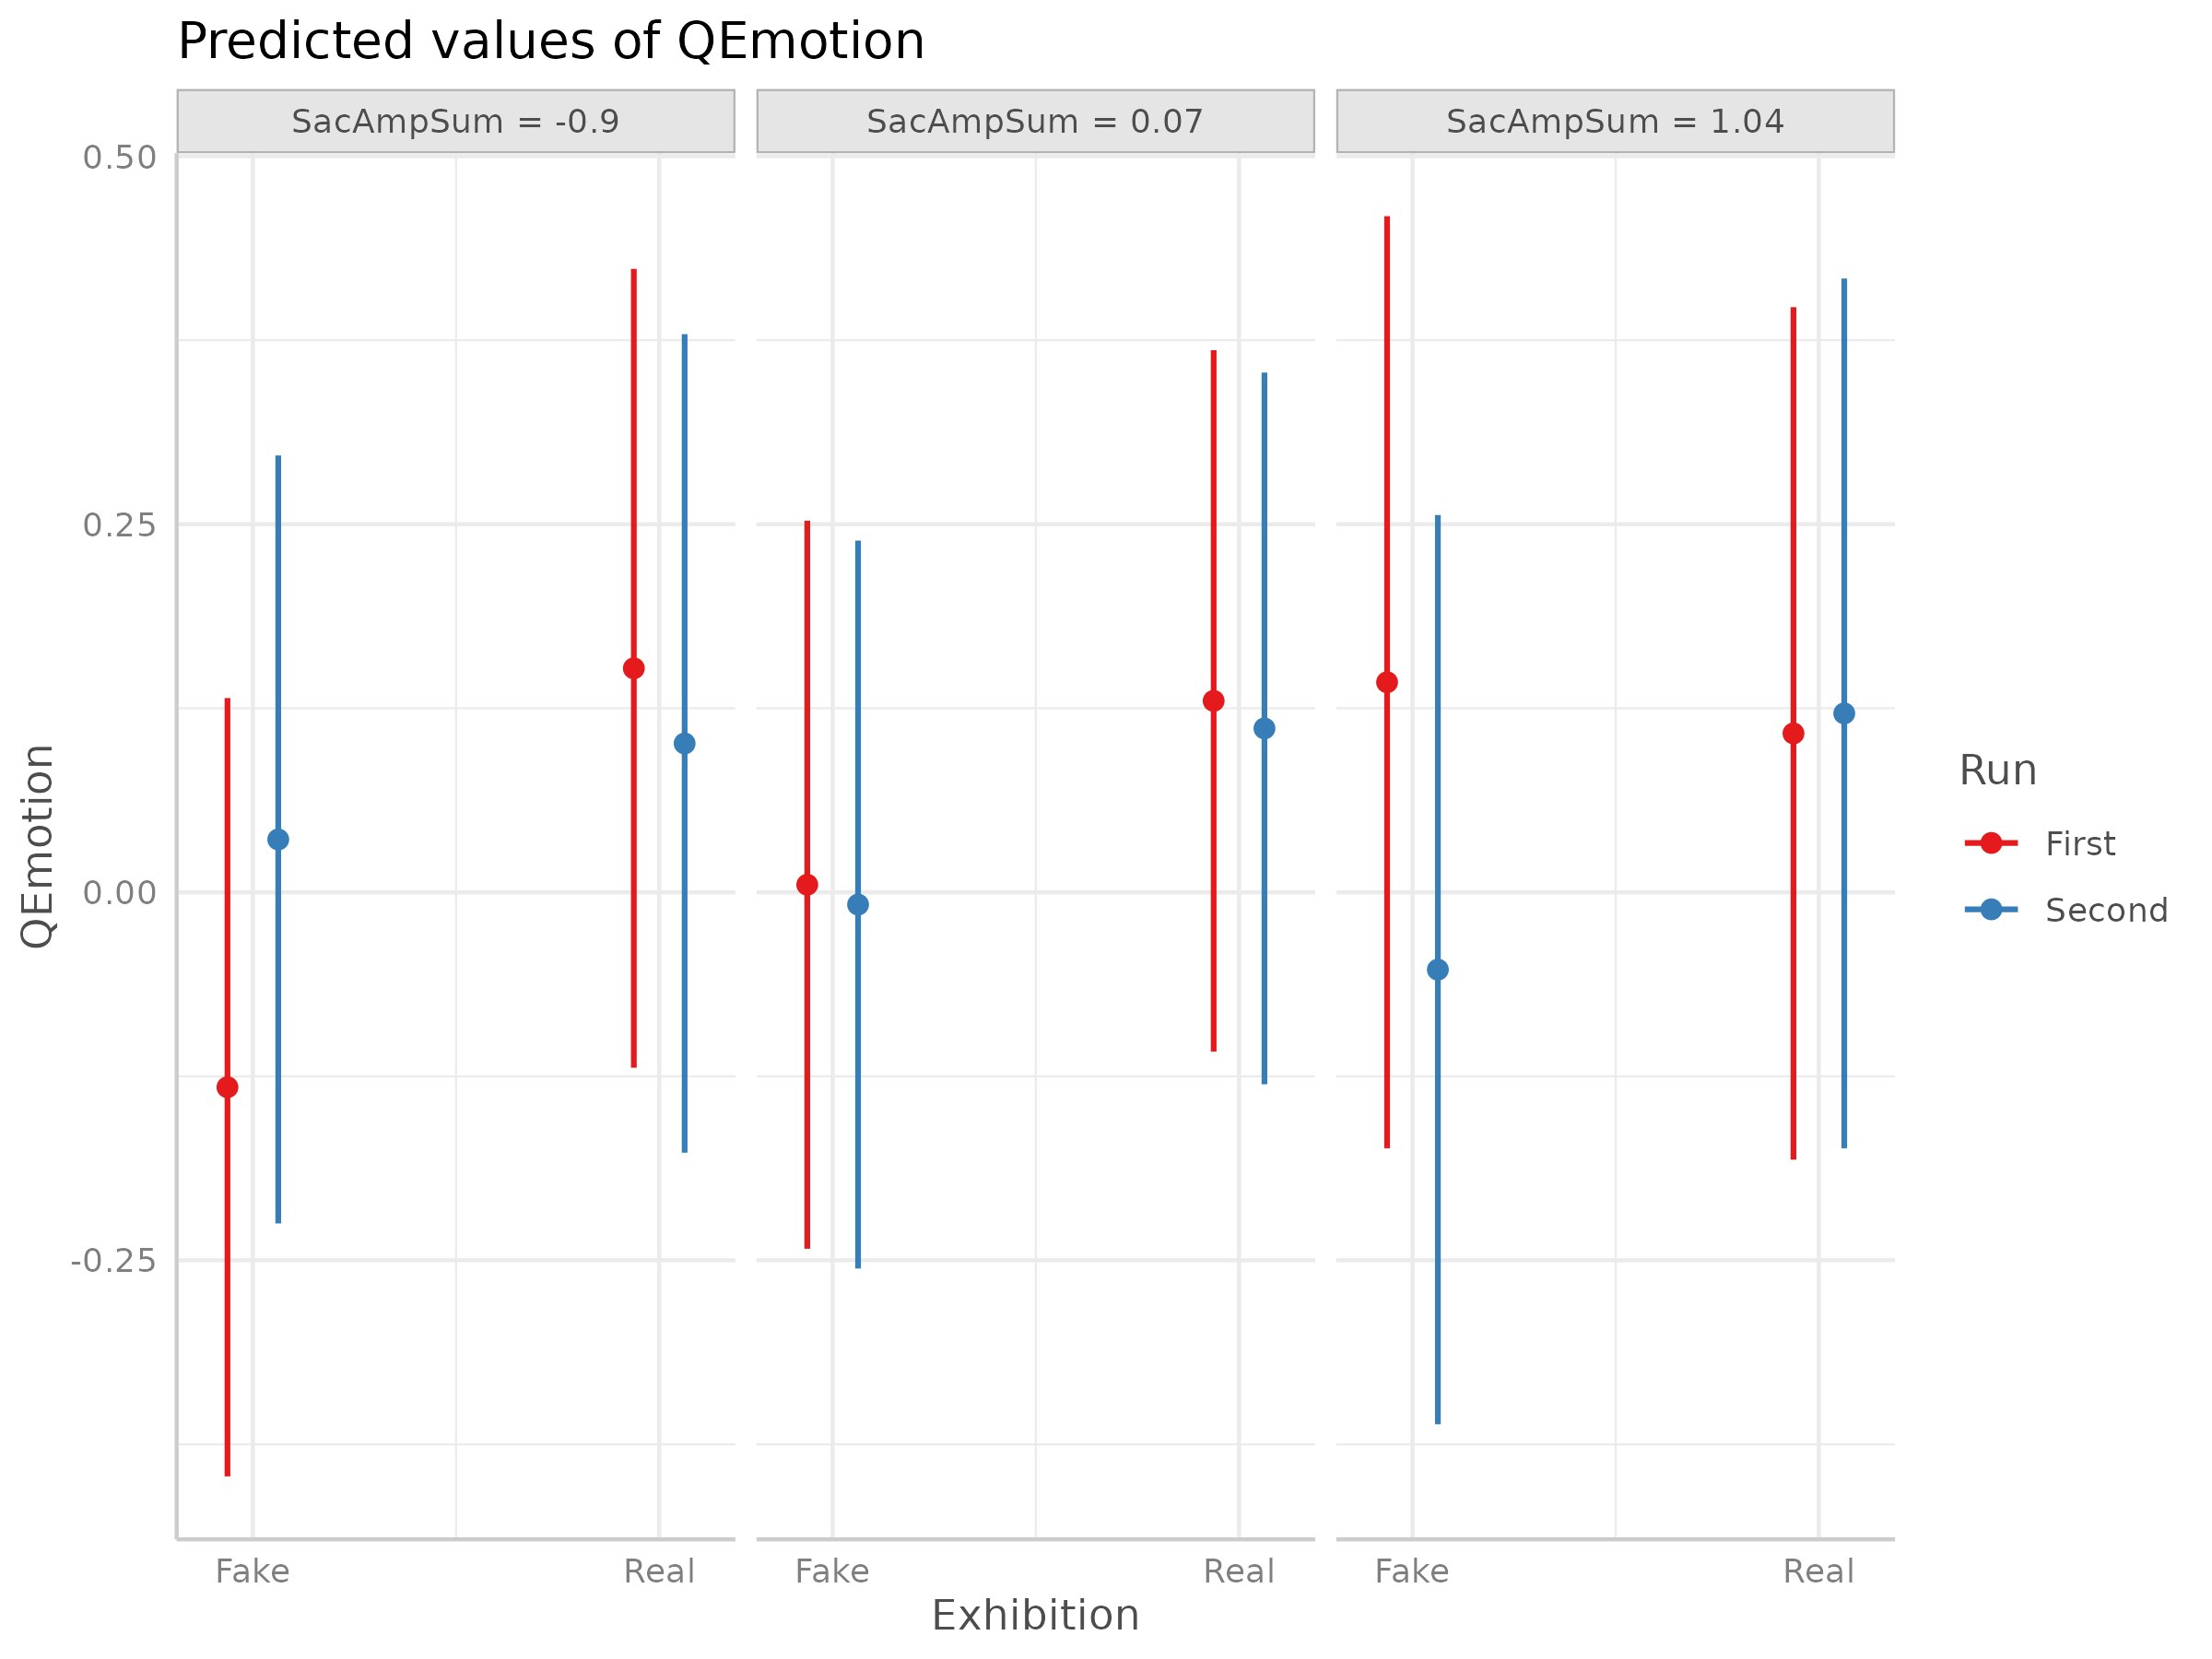 Predicted values of QEmotion
SacAmpSum = -0.9
SacAmpSum = 0.07
SacAmpSum = 1.04
0.50
0.25
0.00
-0.25
QEmotion
Fake
Real
Fake
Real
Fake
Real
Exhibition
Run
First
Second